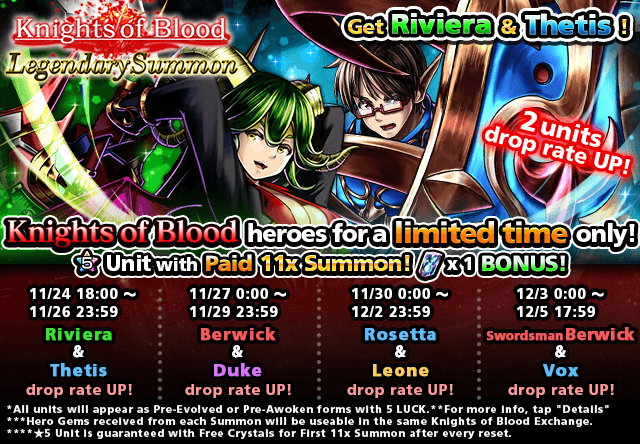 Knights of Blood
Legendary Summon
Get Riviera & Thetis !
2 units
drop rate UP!
Knights of Blood heroes for a limited time only!
5 Unit with Paid 11x Summon! x 1 BONUS!
11/24 18:00 ~
11/26 23:59
Riviera
&
Thetis
drop rate UP!
11/27 0:00 ~
11/29 23:59
Berwick
&
Duke
drop rate UP!
11/30 0:00 ~
12/2 23:59
Rosetta
&
Leone
drop rate UP!
12/3 0:00 ~
12/5 17:59
Swordsman Berwick
&
Vox
drop rate UP!
*All units will appear as Pre-Evolved or Pre-Awoken forms with 5 LUCK.**For more info, tap "Details"
***Hero Gems received from each Summon will be useable in the same Knights of Blood Exchange.
****★5 Unit is guaranteed with Free Crystals for First 11x Summon after every reset.